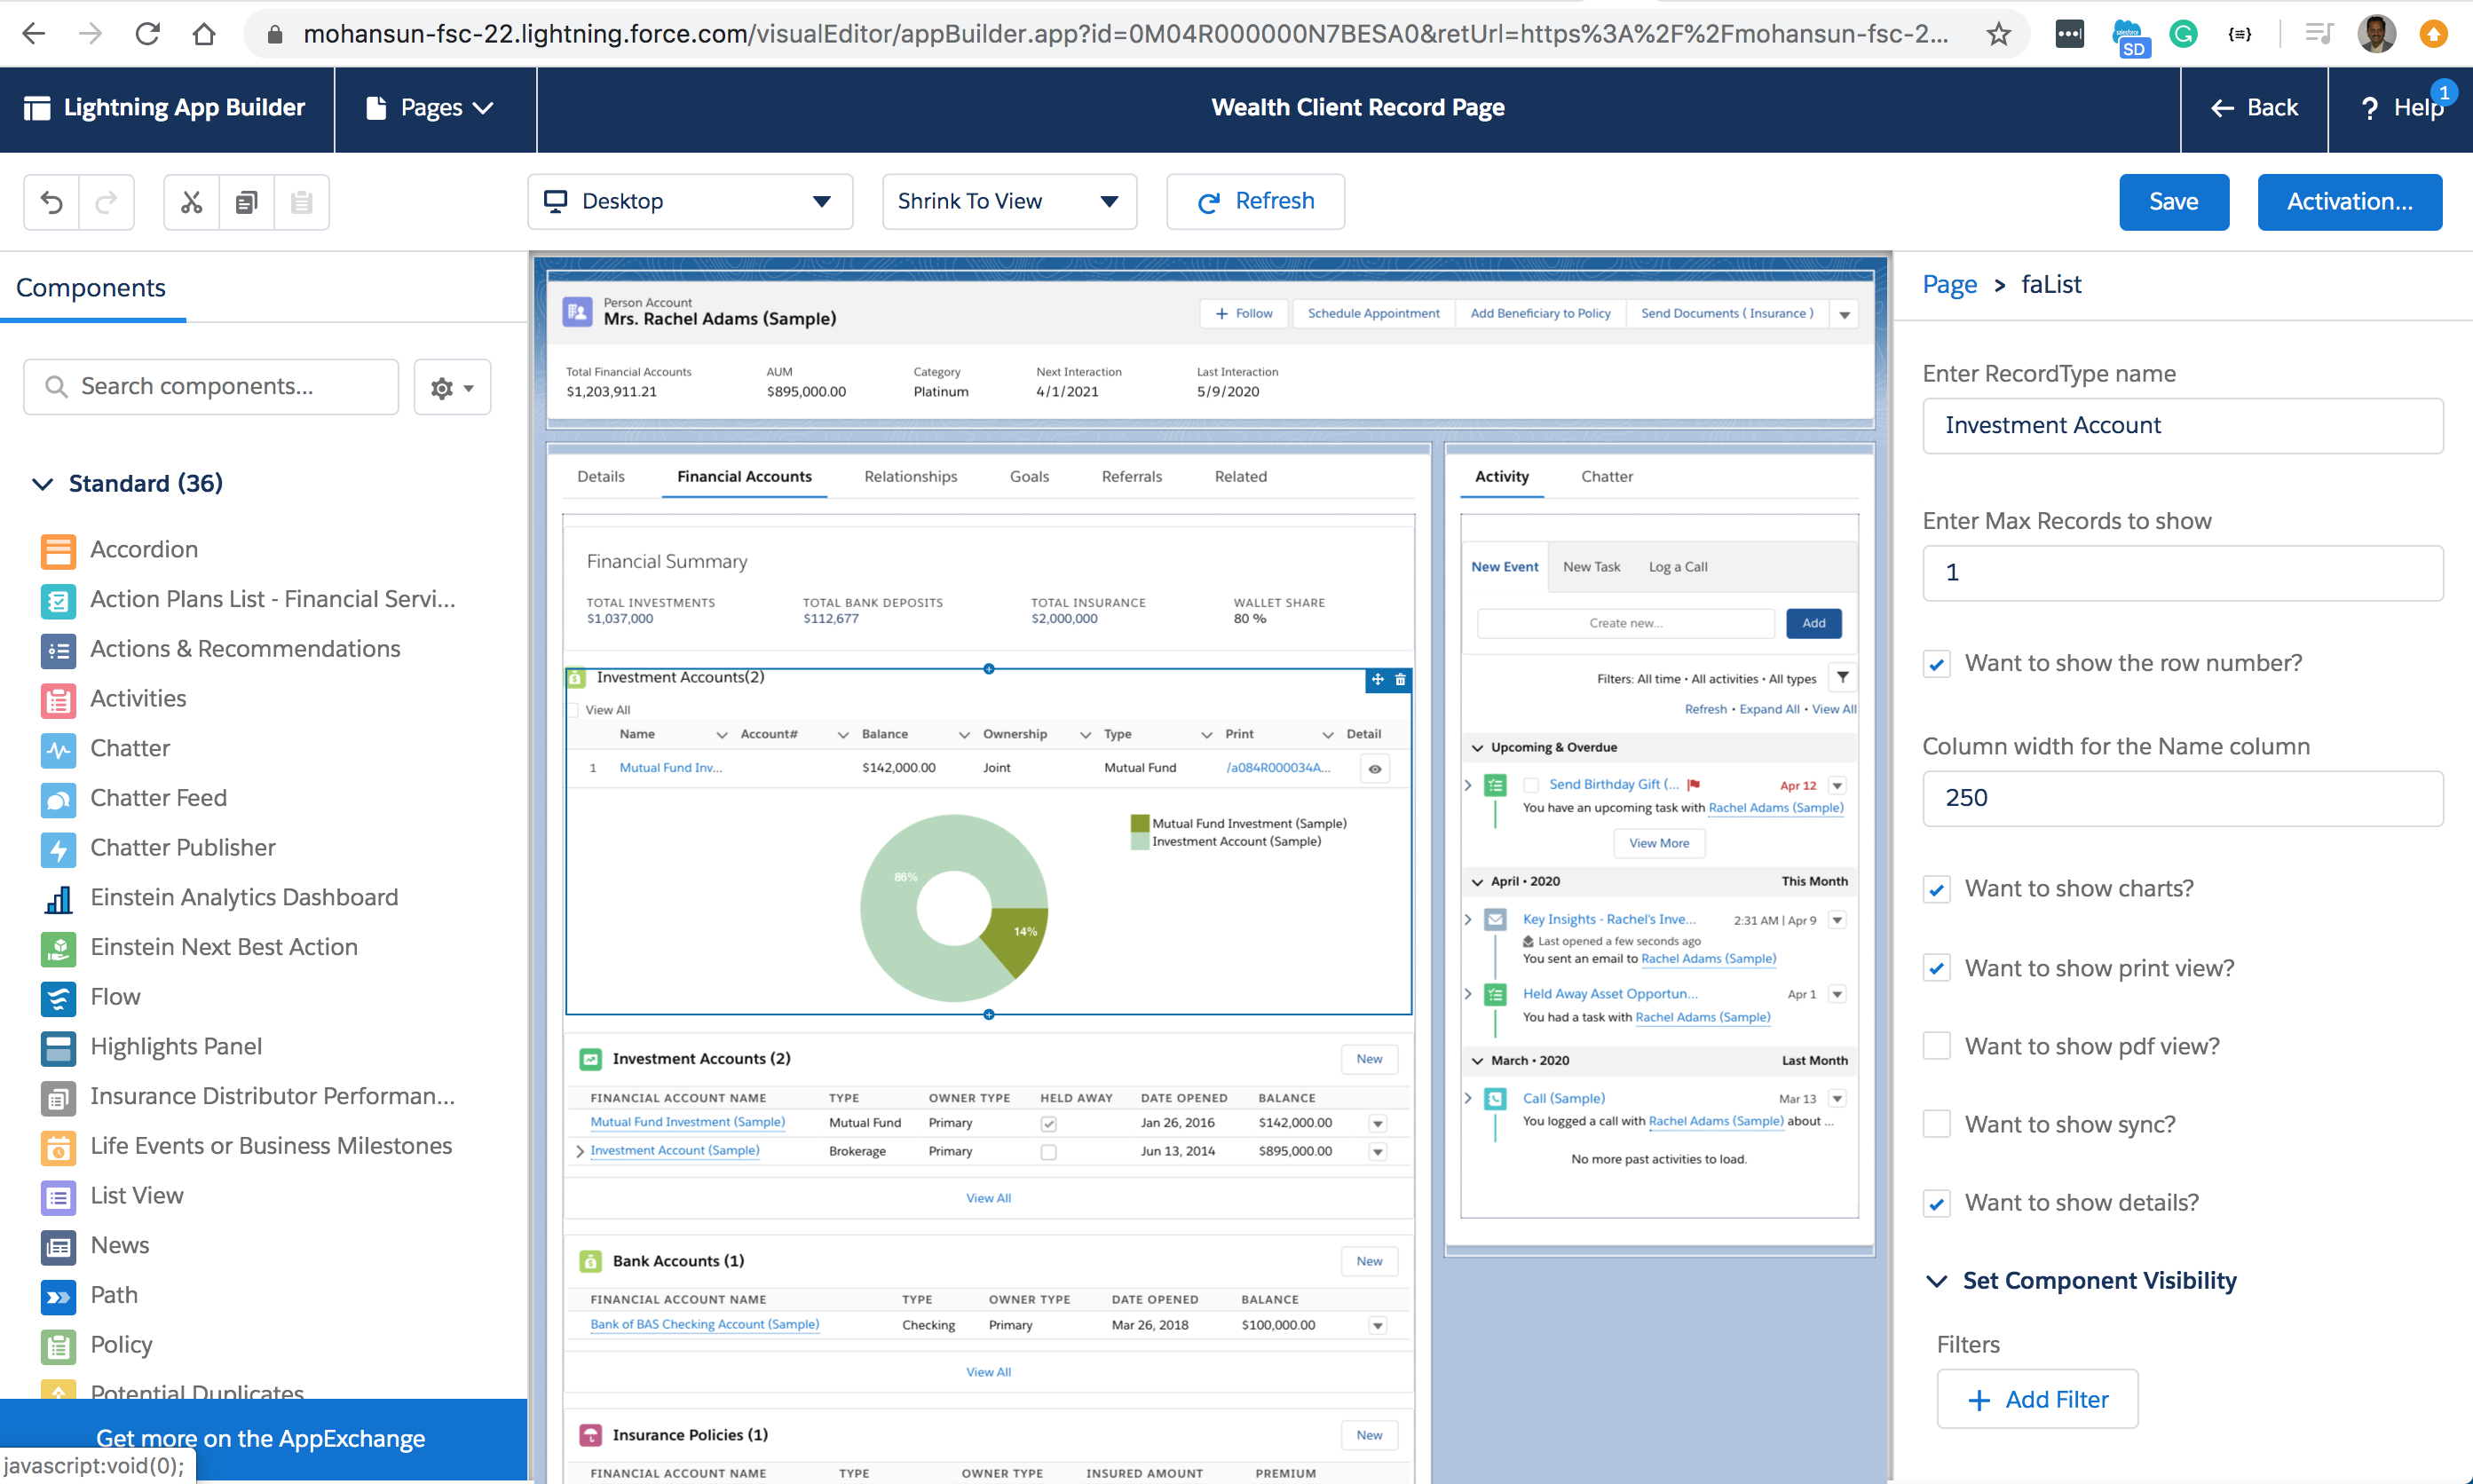 mohansun-fsc-22.lightning.force.com/visualEditor/appBuilder.app?id=0M04R000000N7BESA0&retUrl=https%3A%2F%2Fmohansun-fsc-2...
SD
Lightning App Builder
Pages
Wealth Client Record Page
Back
? Help
1
Desktop
Shrink To View
Refresh
Save
Activation...
Components
Search components...
Standard (36)
Accordion
Action Plans List - Financial Servi...
Actions & Recommendations
Activities
Chatter
Chatter Feed
Chatter Publisher
Einstein Analytics Dashboard
Einstein Next Best Action
Flow
Highlights Panel
Insurance Distributor Performan...
Life Events or Business Milestones
List View
News
Path
Policy
Potential Duplicates
Get more on the AppExchange
javascript:void(0);
Person Account
Mrs. Rachel Adams (Sample)
+ Follow
Schedule Appointment
Add Beneficiary to Policy
Send Documents ( Insurance )
Total Financial Accounts AUM Category Next Interaction Last Interaction
$1,203,911.21 $895,000.00 Platinum 4/1/2021 5/9/2020
Details Financial Accounts Relationships Goals Referrals Related
Financial Summary
TOTAL INVESTMENTS TOTAL BANK DEPOSITS TOTAL INSURANCE WALLET SHARE
$1,037,000 $112,677 $2,000,000 80 %
Investment Accounts(2)
View All
Name Account# Balance Ownership Type Print Detail
1 Mutual Fund Inv... $142,000.00 Joint Mutual Fund /a084R000034A...
Mutual Fund Investment (Sample)
Investment Account (Sample)
86%
14%
Investment Accounts (2)
New
FINANCIAL ACCOUNT NAME TYPE OWNER TYPE HELD AWAY DATE OPENED BALANCE
Mutual Fund Investment (Sample) Mutual Fund Primary Jan 26, 2016 $142,000.00
Investment Account (Sample) Brokerage Primary Jun 13, 2014 $895,000.00
View All
Bank Accounts (1)
New
FINANCIAL ACCOUNT NAME TYPE OWNER TYPE DATE OPENED BALANCE
Bank of BAS Checking Account (Sample) Checking Primary Mar 26, 2018 $100,000.00
View All
Insurance Policies (1)
New
FINANCIAL ACCOUNT NAME TYPE OWNER TYPE INSURED AMOUNT PREMIUM
Activity Chatter
New Event New Task Log a Call
Create new...
Add
Filters: All time • All activities • All types
Refresh • Expand All • View All
Upcoming & Overdue
Send Birthday Gift (... Apr 12
You have an upcoming task with Rachel Adams (Sample)
View More
April • 2020 This Month
Key Insights - Rachel's Inve... 2:31 AM | Apr 9
Last opened a few seconds ago
You sent an email to Rachel Adams (Sample)
Held Away Asset Opportun... Apr 1
You had a task with Rachel Adams (Sample)
March • 2020 Last Month
Call (Sample) Mar 13
You logged a call with Rachel Adams (Sample) about ...
No more past activities to load.
Page > faList
Enter RecordType name
Investment Account
Enter Max Records to show
1
Want to show the row number?
Column width for the Name column
250
Want to show charts?
Want to show print view?
Want to show pdf view?
Want to show sync?
Want to show details?
Set Component Visibility
Filters
+ Add Filter